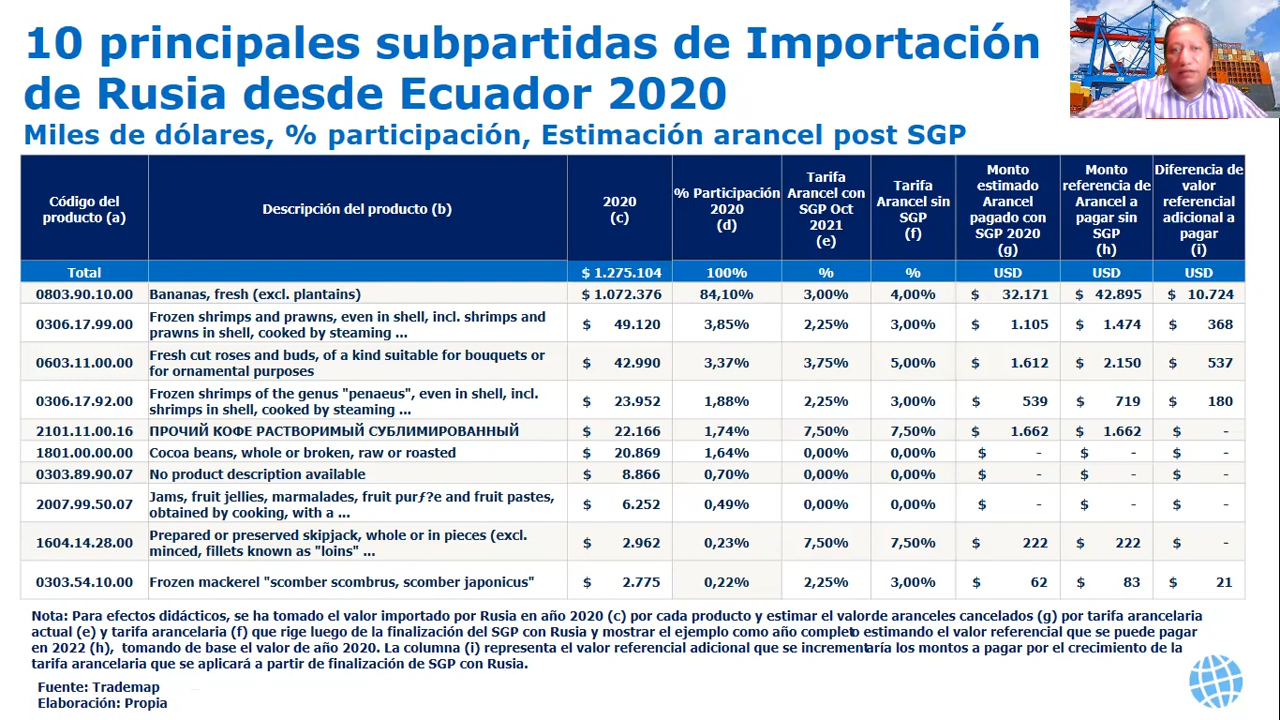 10 principales subpartidas de Importación
de Rusia desde Ecuador 2020
Miles de dólares, % participación, Estimación arancel post SGP
Código del producto (a) Descripción del producto (b) 2020 (c) % Participación 2020 (d) Tarifa Arancel con SGP Oct 2021 (e) Tarifa Arancel sin SGP (f) Monto estimado Arancel pagado con SGP 2020 (g) Monto referencia de Arancel a pagar sin SGP (h) Diferencia de valor referencial adicional a pagar (i)
Total $ 1.275.104 100% % % USD USD USD
0803.90.10.00 Bananas, fresh (excl. plantains) $ 1.072.376 84,10% 3,00% 4,00% $ 32.171 $ 42.895 $ 10.724
0306.17.99.00 Frozen shrimps and prawns, even in shell, incl. shrimps and prawns in shell, cooked by steaming ... $ 49.120 3,85% 2,25% 3,00% $ 1.105 $ 1.474 $ 368
0603.11.00.00 Fresh cut roses and buds, of a kind suitable for bouquets or for ornamental purposes $ 42.990 3,37% 3,75% 5,00% $ 1.612 $ 2.150 $ 537
0306.17.92.00 Frozen shrimps of the genus "penaeus", even in shell, incl. shrimps in shell, cooked by steaming ... $ 23.952 1,88% 2,25% 3,00% $ 539 $ 719 $ 180
2101.11.00.16 ПРОЧИЙ КОФЕ РАСТВОРИМЫЙ СУБЛИМИРОВАННЫЙ $ 22.166 1,74% 7,50% 7,50% $ 1.662 $ 1.662 $ -
1801.00.00.00 Cocoa beans, whole or broken, raw or roasted $ 20.869 1,64% 0,00% 0,00% $ - $ - $ -
0303.89.90.07 No product description available $ 8.866 0,70% 0,00% 0,00% $ - $ - $ -
2007.99.50.07 Jams, fruit jellies, marmalades, fruit purƒ?e and fruit pastes, obtained by cooking, with a ... $ 6.252 0,49% 0,00% 0,00% $ - $ - $ -
1604.14.28.00 Prepared or preserved skipjack, whole or in pieces (excl. minced, fillets known as "loins" ... $ 2.962 0,23% 7,50% 7,50% $ 222 $ 222 $ -
0303.54.10.00 Frozen mackerel "scomber scombrus, scomber japonicus" $ 2.775 0,22% 2,25% 3,00% $ 62 $ 83 $ 21
Nota: Para efectos didácticos, se ha tomado el valor importado por Rusia en año 2020 (c) por cada producto y estimar el valor de aranceles cancelados (g) por tarifa arancelaria
actual (e) y tarifa arancelaria (f) que rige luego de la finalización del SGP con Rusia y mostrar el ejemplo como año completo estimando el valor referencial que se puede pagar
en 2022 (h), tomando de base el valor de año 2020. La columna (i) representa el valor referencial adicional que se incrementaría los montos a pagar por el crecimiento de la
tarifa arancelaria que se aplicará a partir de finalización de SGP con Rusia.
Fuente: Trademap
Elaboración: Propia